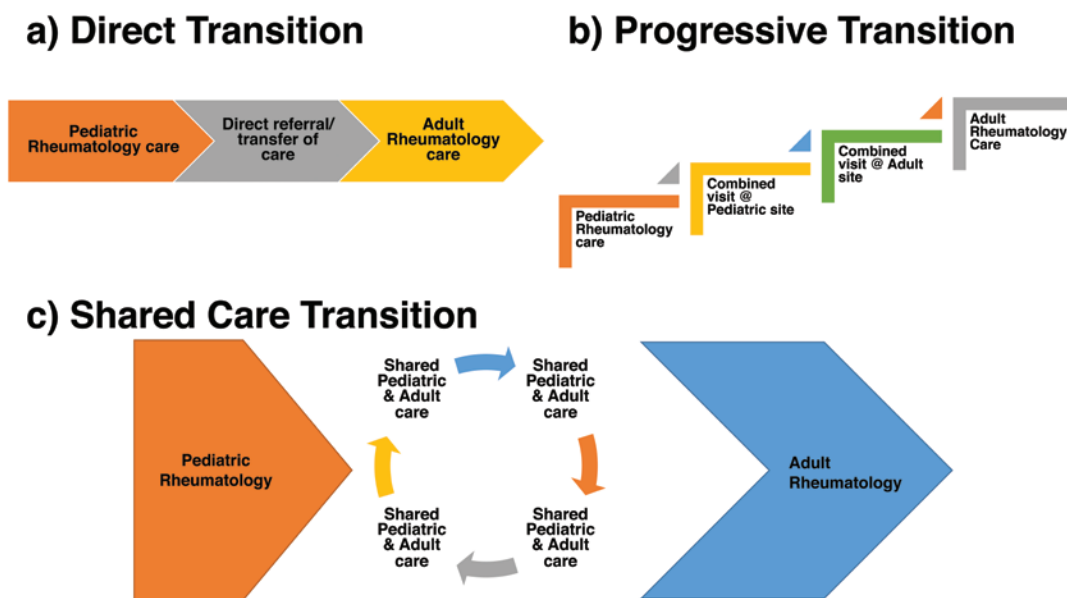 a) Direct Transition
Pediatric
Rheumatology care
Direct referral/
transfer of
care
Adult
Rheumatology
care
b) Progressive Transition
Pediatric
Rheumatology
care
Combined
visit @
Pediatric site
Combined
visit @ Adult
site
Adult
Rheumatology
Care
c) Shared Care Transition
Pediatric
Rheumatology
Shared
Pediatric
& Adult
care
Shared
Pediatric
& Adult
care
Shared
Pediatric
& Adult
care
Shared
Pediatric
& Adult
care
Adult
Rheumatology